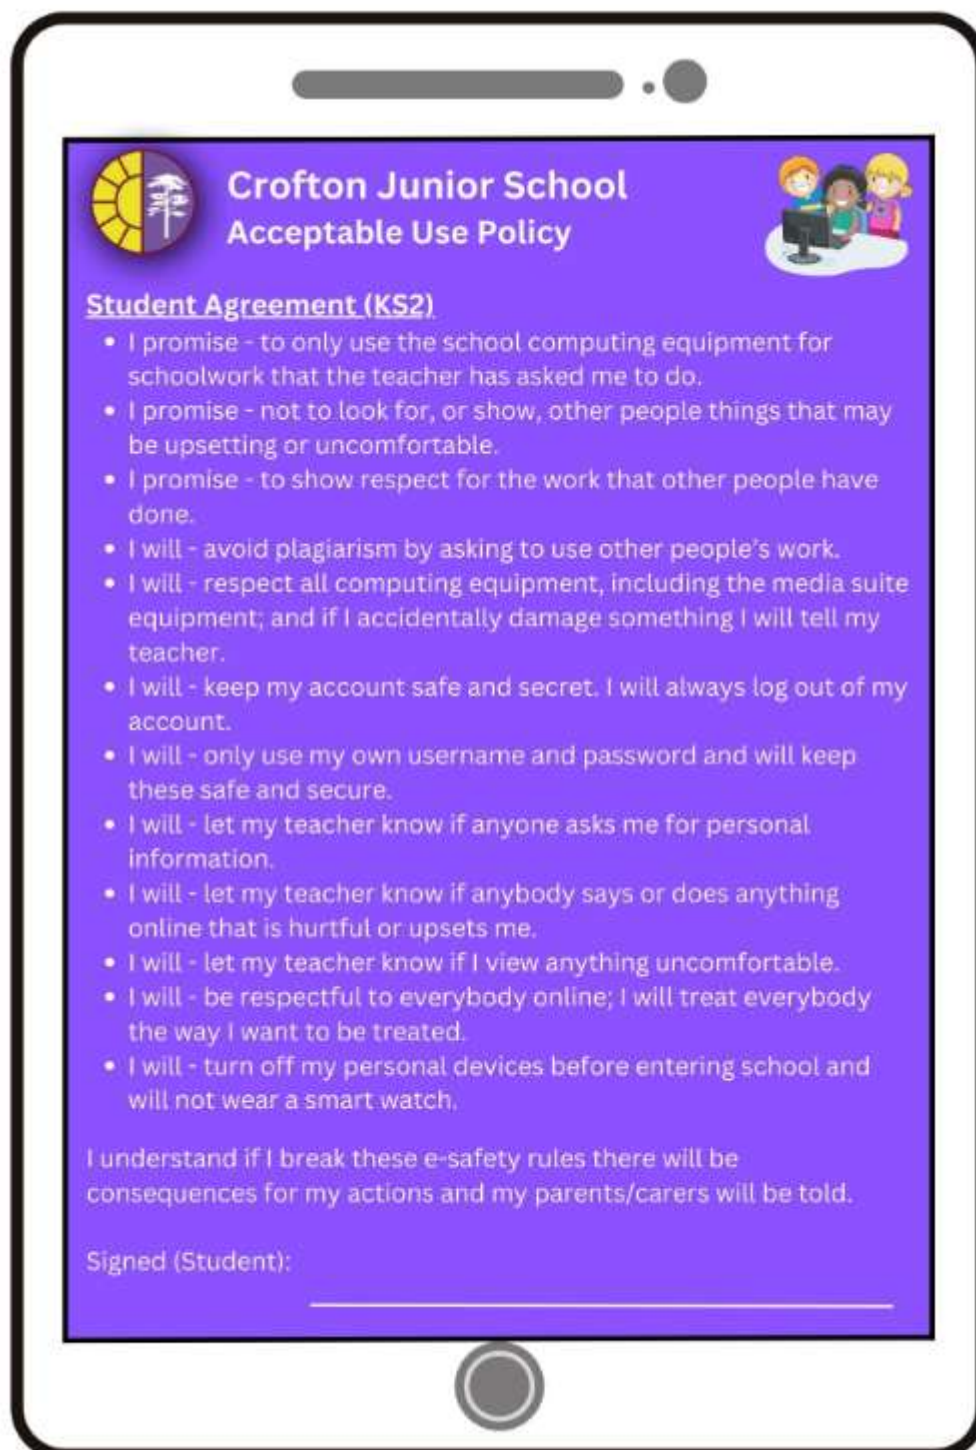 Crofton Junior School
Acceptable Use Policy
Student Agreement (KS2)
• I promise - to only use the school computing equipment for
schoolwork that the teacher has asked me to do.
• I promise - not to look for, or show, other people things that may
be upsetting or uncomfortable.
• I promise - to show respect for the work that other people have
done.
• I will - avoid plagiarism by asking to use other people's work.
• I will - respect all computing equipment, including the media suite
equipment; and if I accidentally damage something I will tell my
teacher.
• I will - keep my account safe and secret. I will always log out of my
account.
• I will - only use my own username and password and will keep
these safe and secure.
• I will - let my teacher know if anyone asks me for personal
information.
• I will - let my teacher know if anybody says or does anything
online that is hurtful or upsets me.
• I will - let my teacher know if I view anything uncomfortable.
• I will - be respectful to everybody online; I will treat everybody
the way I want to be treated.
• I will - turn off my personal devices before entering school and
will not wear a smart watch.
I understand if I break these e-safety rules there will be
consequences for my actions and my parents/carers will be told.
Signed (Student):